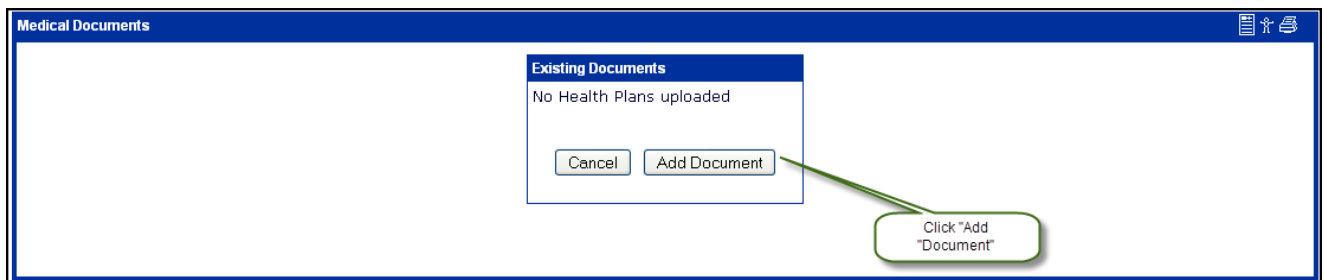 Medical Documents
Existing Documents
No Health Plans uploaded
Cancel Add Document
Click "Add
"Document"